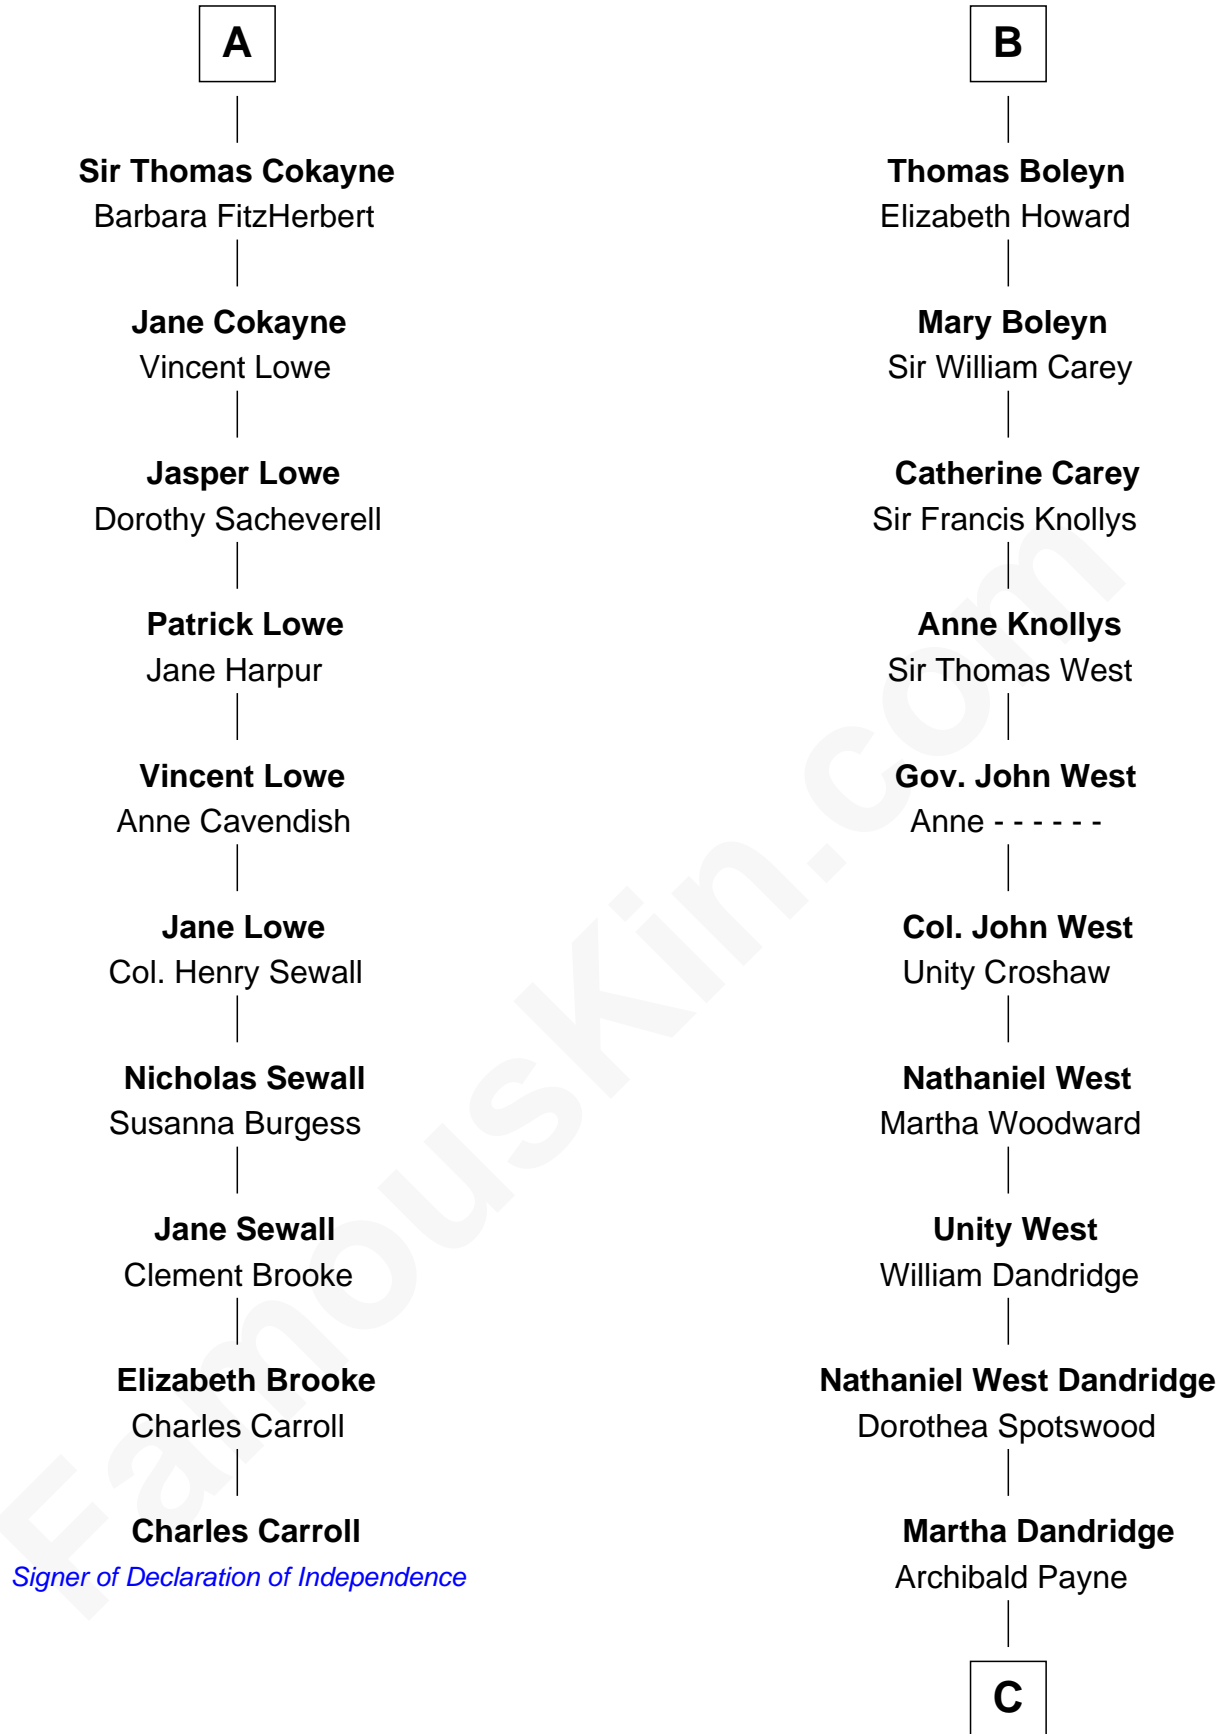 A
Sir Thomas Cokayne
Barbara FitzHerbert
Jane Cokayne
Vincent Lowe
Jasper Lowe
Dorothy Sacheverell
Patrick Lowe
Jane Harpur
Vincent Lowe
Anne Cavendish
Jane Lowe
Col. Henry Sewall
Nicholas Sewall
Susanna Burgess
Jane Sewall
Clement Brooke
Elizabeth Brooke
Charles Carroll
Charles Carroll
Signer of Declaration of Independence
B
Thomas Boleyn
Elizabeth Howard
Mary Boleyn
Sir William Carey
Catherine Carey
Sir Francis Knollys
Anne Knollys
Sir Thomas West
Gov. John West
Anne - - - - - -
Col. John West
Unity Croshaw
Nathaniel West
Martha Woodward
Unity West
William Dandridge
Nathaniel West Dandridge
Dorothea Spotswood
Martha Dandridge
Archibald Payne
C
FamousKin.com